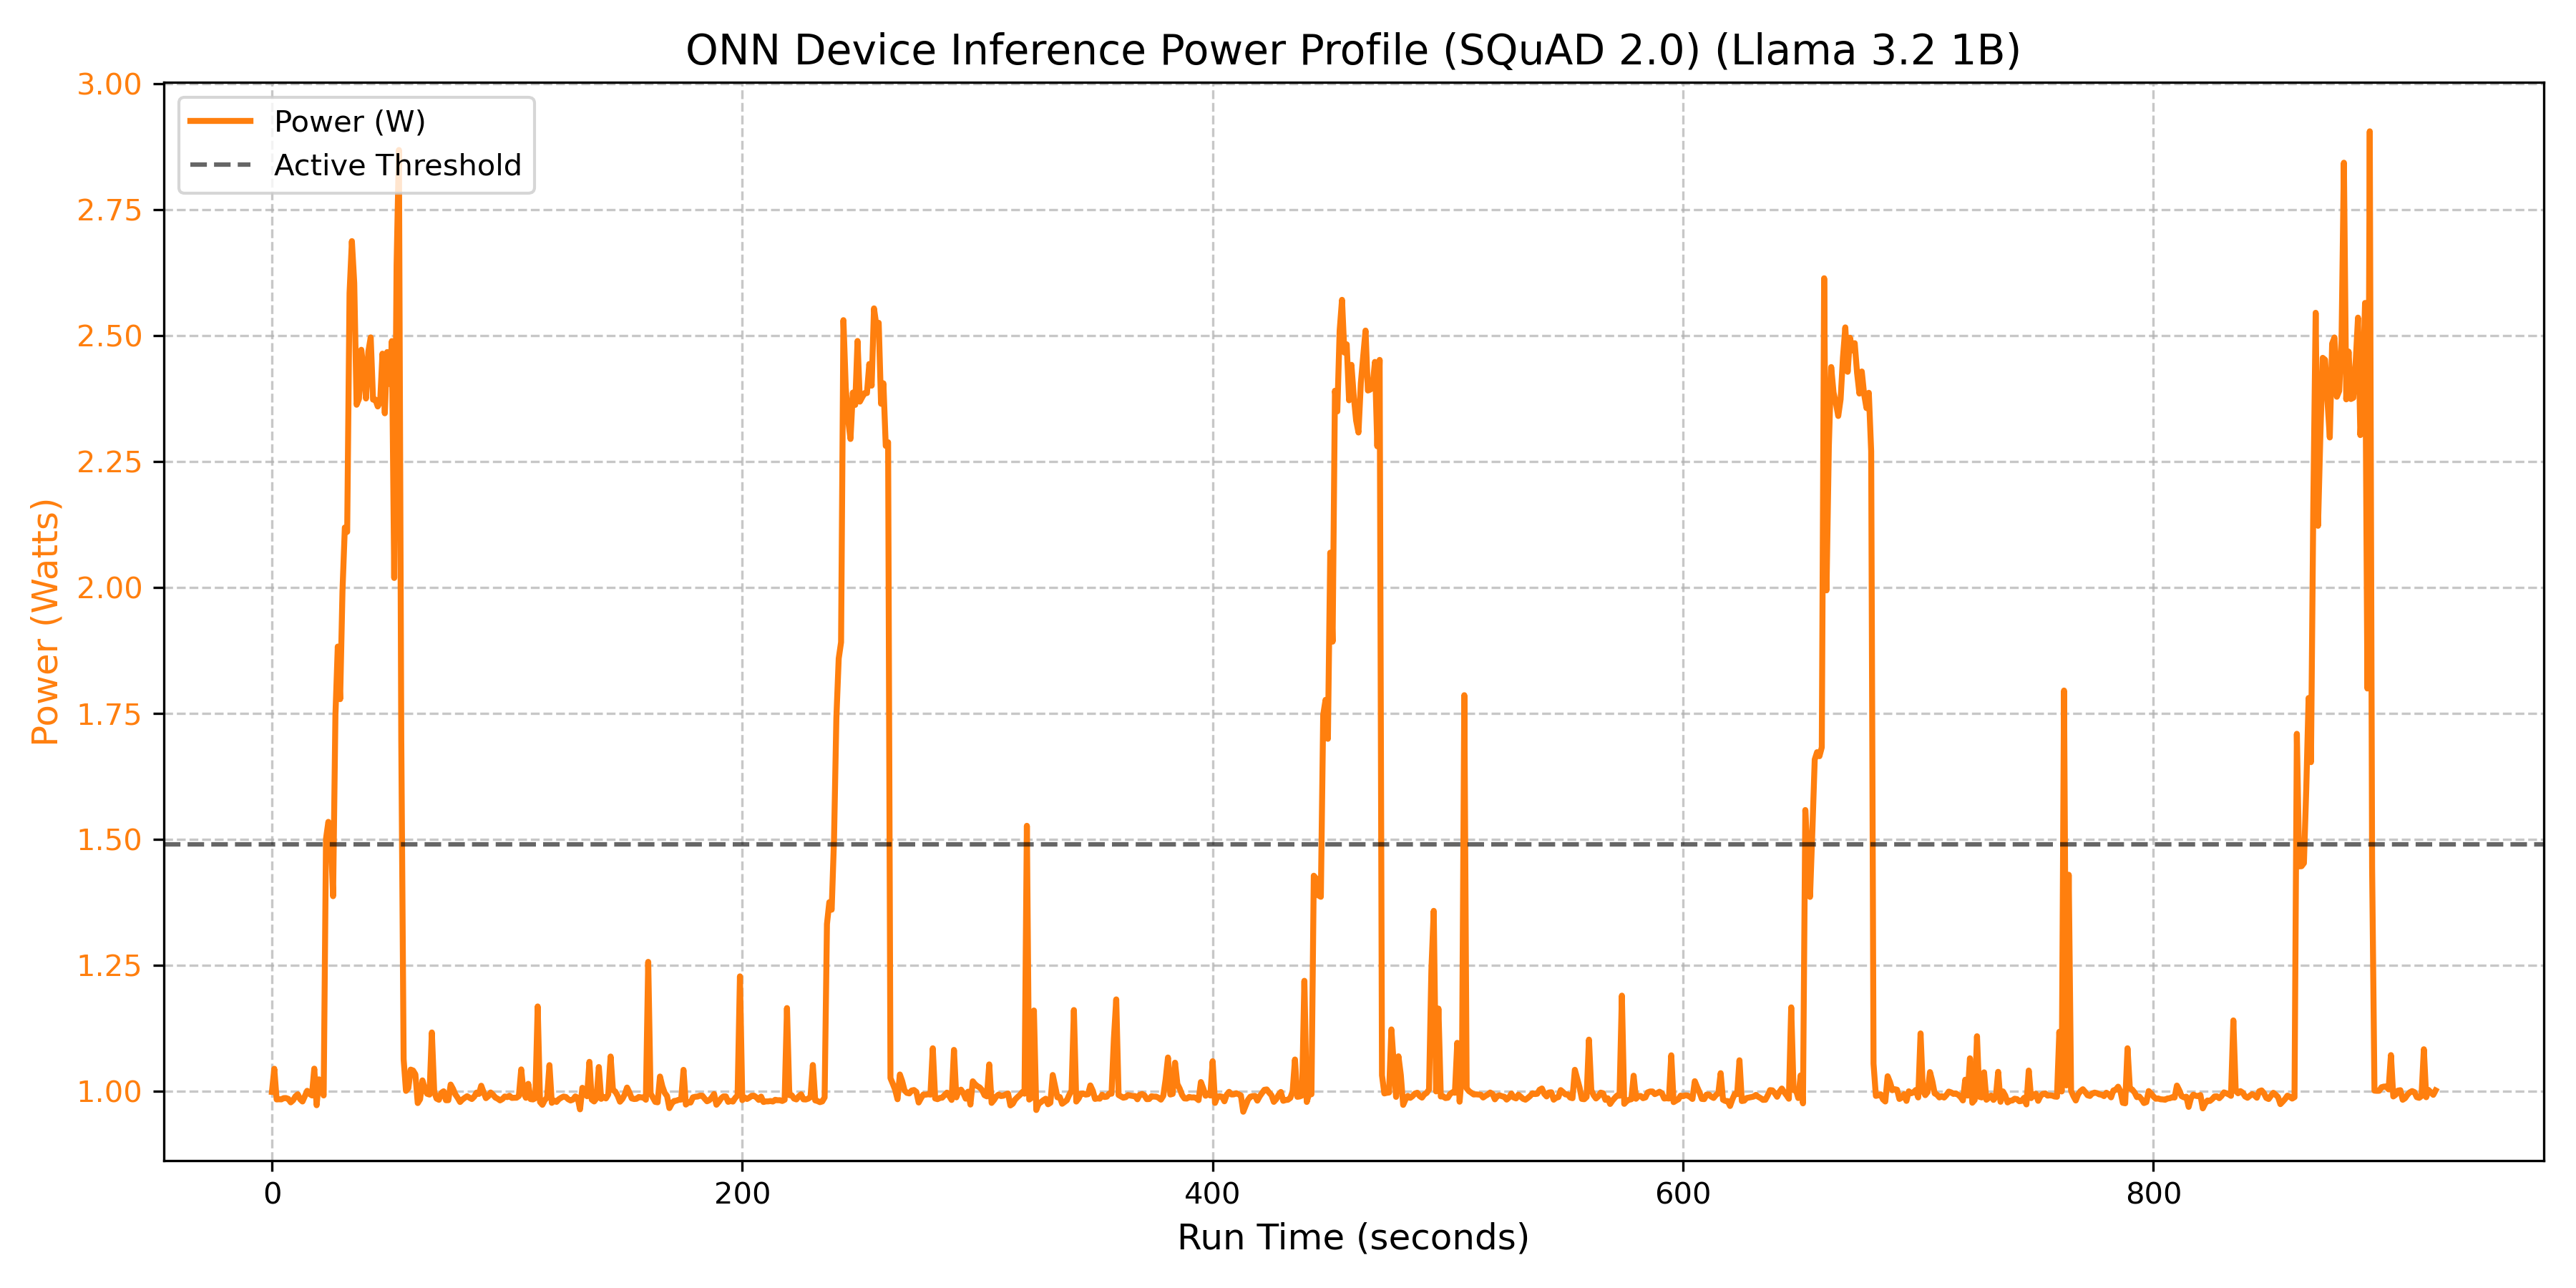 ONN Device Inference Power Profile (SQuAD 2.0) (Llama 3.2 1B)
Power (W)
Active Threshold
Power (Watts)
3.00
2.75
2.50
2.25
2.00
1.75
1.50
1.25
1.00
0 200 400 600 800
Run Time (seconds)